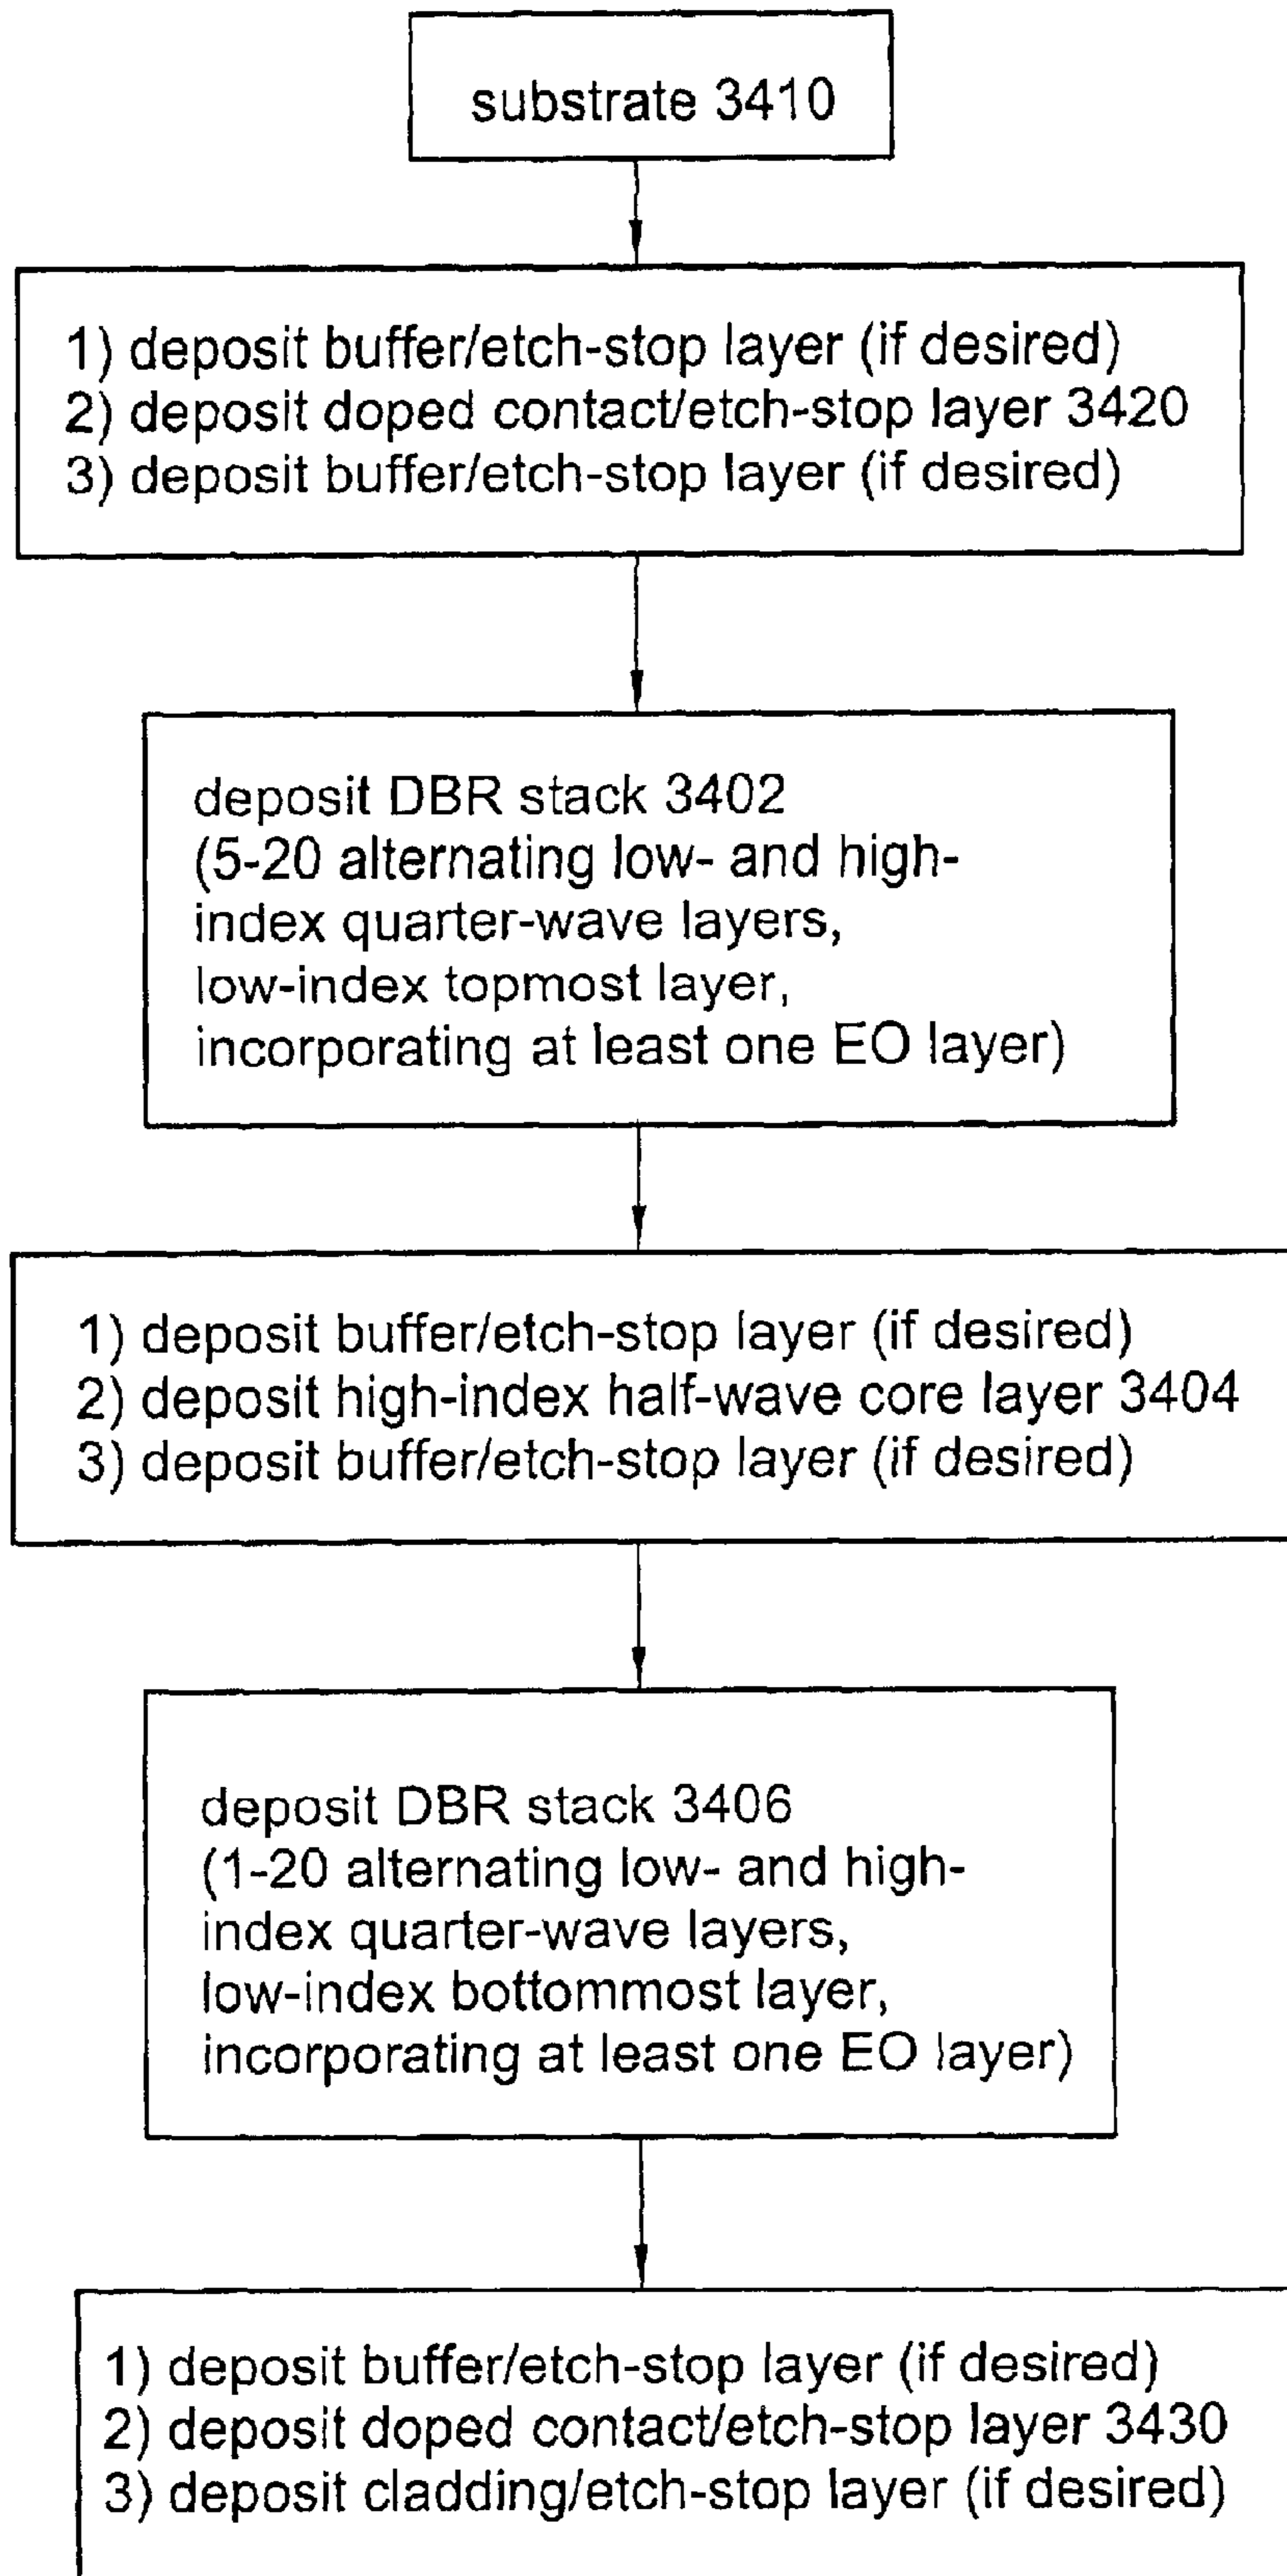 substrate 3410
1) deposit buffer/etch-stop layer (if desired)
2) deposit doped contact/etch-stop layer 3420
3) deposit buffer/etch-stop layer (if desired)
deposit DBR stack 3402
(5-20 alternating low- and high-
index quarter-wave layers,
low-index topmost layer,
incorporating at least one EO layer)
1) deposit buffer/etch-stop layer (if desired)
2) deposit high-index half-wave core layer 3404
3) deposit buffer/etch-stop layer (if desired)
deposit DBR stack 3406
(1-20 alternating low- and high-
index quarter-wave layers,
low-index bottommost layer,
incorporating at least one EO layer)
1) deposit buffer/etch-stop layer (if desired)
2) deposit doped contact/etch-stop layer 3430
3) deposit cladding/etch-stop layer (if desired)